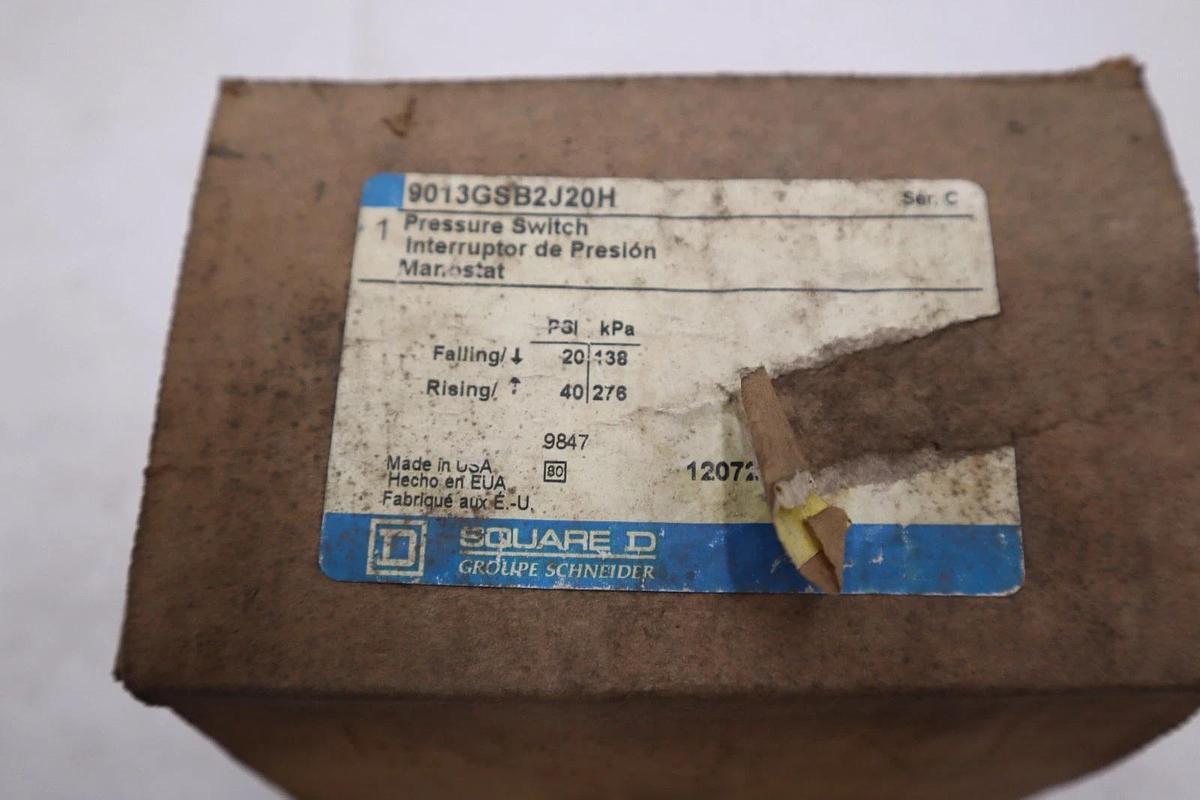 9013GSB2J20H Ser. C
1 Pressure Switch
Interruptor de Presión
Manostat
PSI kPa
Falling/↓ 20 138
Rising/↑ 40 276
9847
Made in USA 80 12072
Hecho en EUA
Fabriqué aux É.-U.
D SQUARE D
GROUPE SCHNEIDER